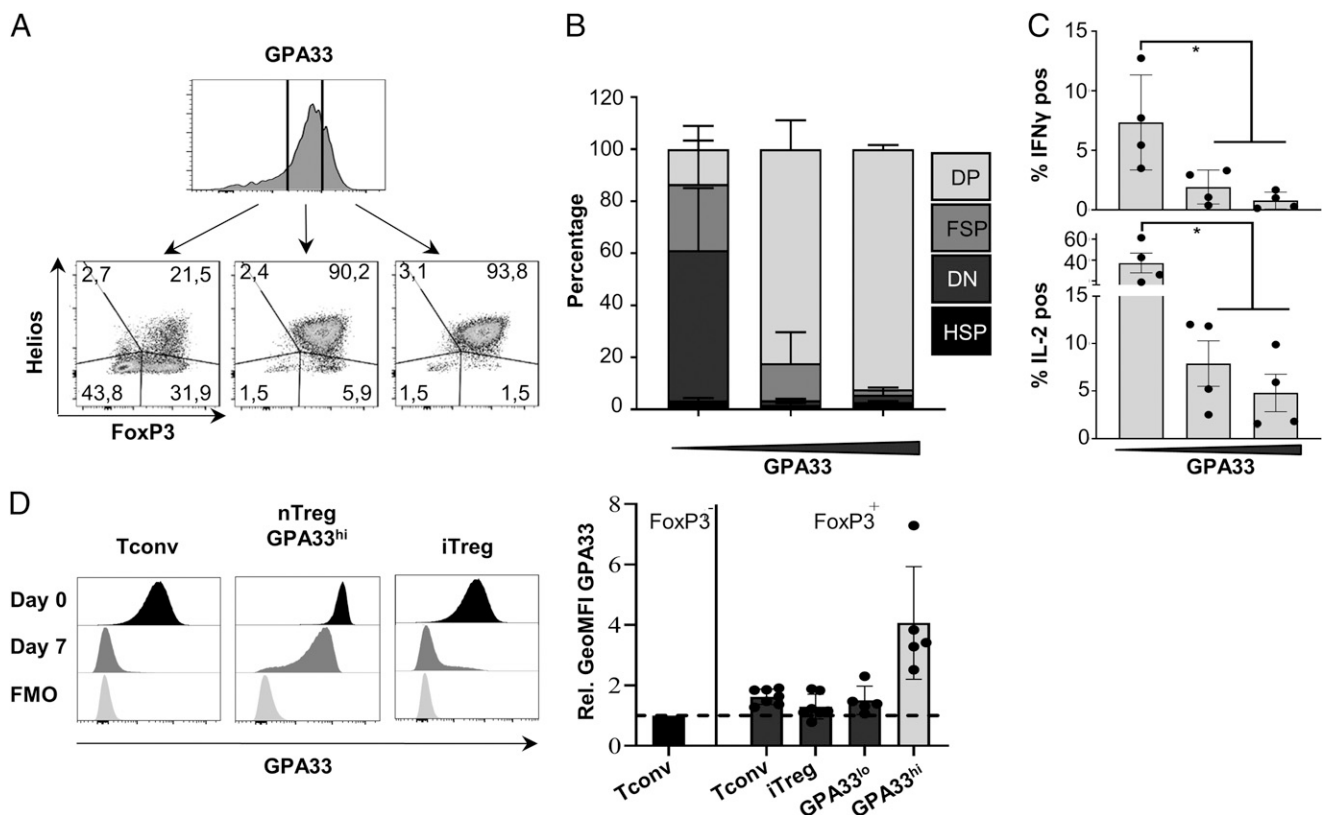 A
GPA33
2,7 21,5
2,4 90,2
3,1 93,8
43,8 31,9
1,5 5,9
1,5 1,5
Helios
FoxP3
B
120
100
80
60
40
20
0
Percentage
DP
FSP
DN
HSP
GPA33
C
15
10
5
0
% IFNγ pos
*
60
40
20
15
10
5
0
% IL-2 pos
*
GPA33
D
Tconv
nTreg
GPA33hi
iTreg
Day 0
Day 7
FMO
GPA33
8
6
4
2
0
Rel. GeoMFI GPA33
FoxP3-
FoxP3+
Tconv
Tconv
iTreg
GPA33lo
GPA33hi